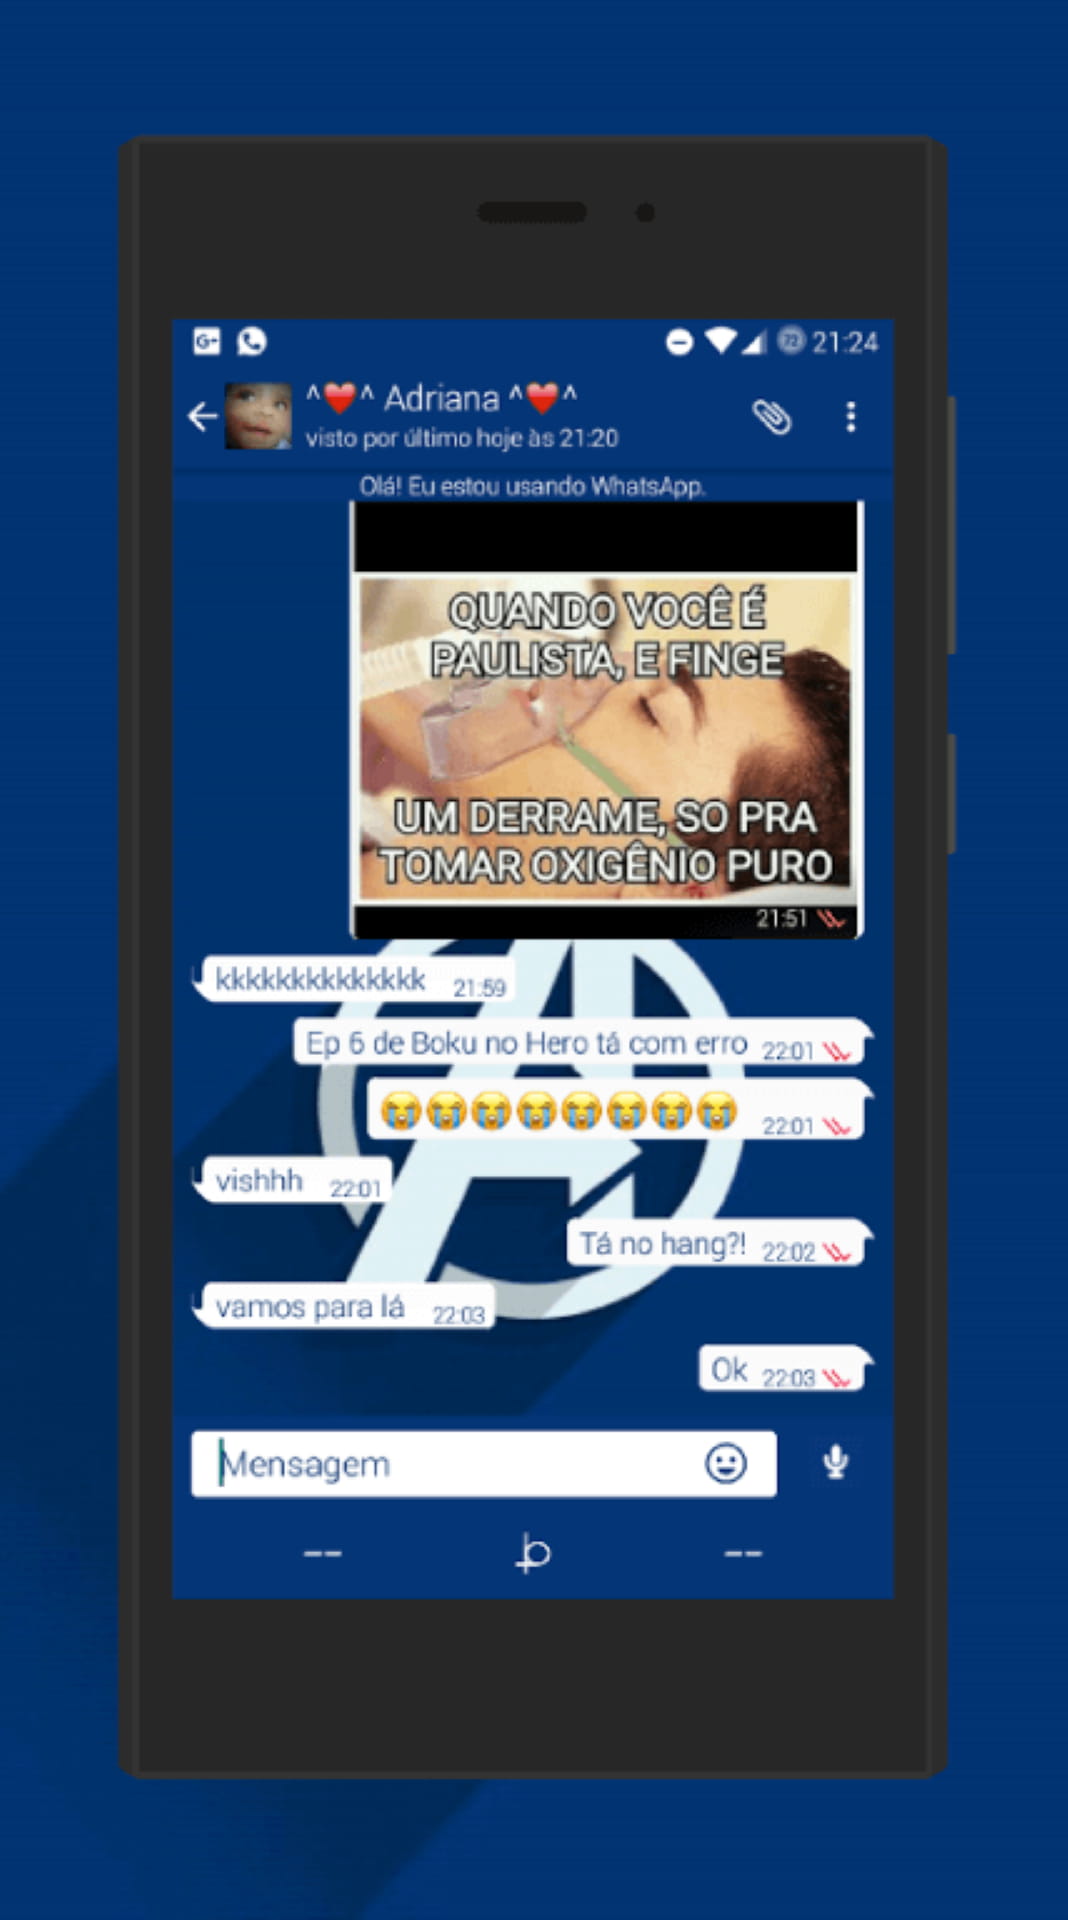 G+ 72 21:24
^❤️^ Adriana ^❤️^
visto por último hoje às 21:20
Olá! Eu estou usando WhatsApp.
QUANDO VOCÊ É
PAULISTA, E FINGE
UM DERRAME, SO PRA
TOMAR OXIGÊNIO PURO
21:51
kkkkkkkkkkkkkk 21:59
Ep 6 de Boku no Hero tá com erro 22:01
😭😭😭😭😭😭😭😭 22:01
vishhh 22:01
Tá no hang?! 22:02
vamos para lá 22:03
Ok 22:03
Mensagem